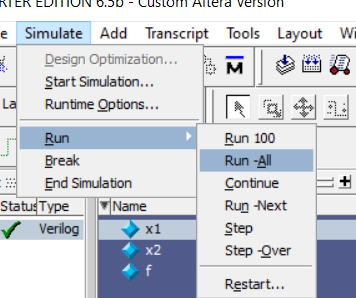 RTER EDITION 6.5b - Custom Altera Version
e Simulate Add Transcript Tools Layout Wi
Design Optimization...
Start Simulation...
Runtime Options...
La
Run
Break
End Simulation
Run 100
Run -All
Continue
Run -Next
Step
Step -Over
Restart...
Status Type
Verilog
Name
x1
x2
f
M